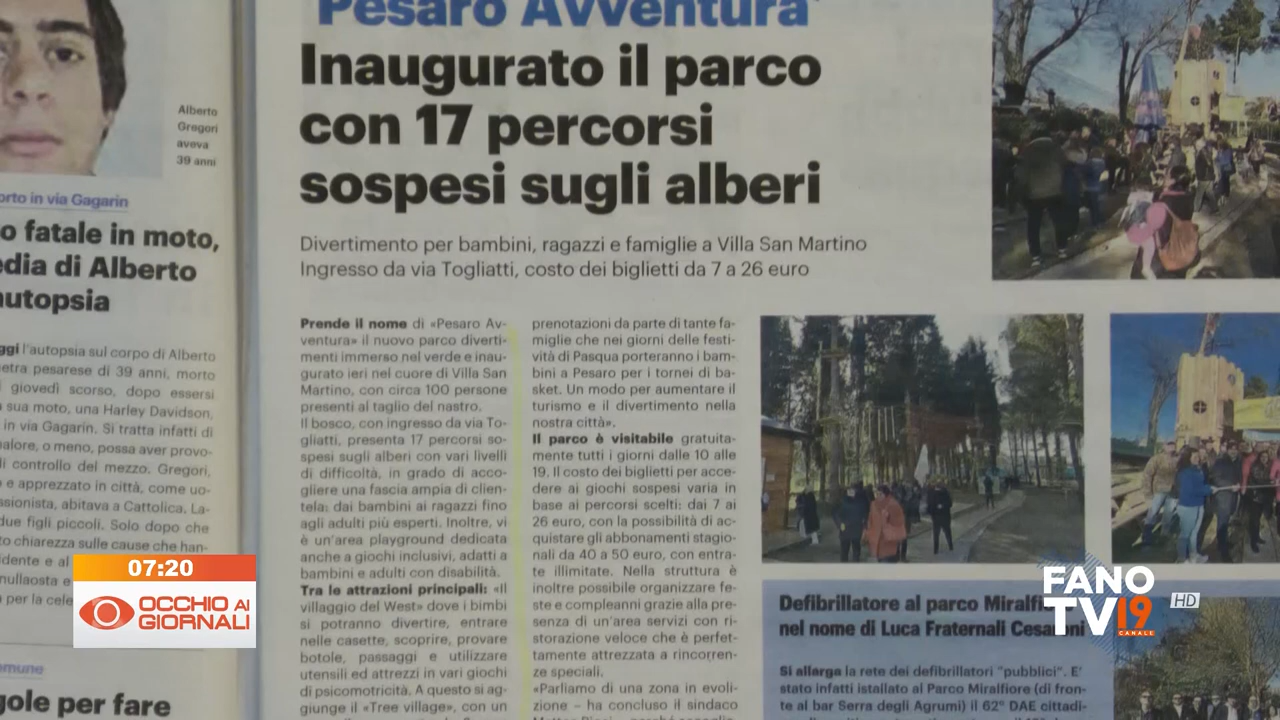 'Pesaro Avventura'
Inaugurato il parco
con 17 percorsi
sospesi sugli alberi
Divertimento per bambini, ragazzi e famiglie a Villa San Martino
Ingresso da via Togliatti, costo dei biglietti da 7 a 26 euro
Alberto
Gregori
aveva
39 anni
orto in via Gagarin
o fatale in moto,
edia di Alberto
autopsia
ggi l'autopsia sul corpo di Alberto
etra pesarese di 39 anni, morto
giovedì scorso, dopo essersi
sua moto, una Harley Davidson,
in via Gagarin. Si tratta infatti di
alore, o meno, possa aver provo-
di controllo del mezzo. Gregori,
e apprezzato in città, come uo-
ssionista, abitava a Cattolica. La-
due figli piccoli. Solo dopo che
to chiarezza sulle cause che han-
idente e al
nullaosta e
per la cele
omune
gole per fare
Prende il nome di «Pesaro Av-
ventura» il nuovo parco diverti-
menti immerso nel verde e inau-
gurato ieri nel cuore di Villa San
Martino, con circa 100 persone
presenti al taglio del nastro.
Il bosco, con ingresso da via To-
gliatti, presenta 17 percorsi so-
spesi sugli alberi con vari livelli
di difficoltà, in grado di acco-
gliere una fascia ampia di clien-
tela: dai bambini ai ragazzi fino
agli adulti più esperti. Inoltre, vi
è un'area playground dedicata
anche a giochi inclusivi, adatti a
bambini e adulti con disabilità.
Tra le attrazioni principali: «Il
villaggio del West» dove i bimbi
si potranno divertire, entrare
nelle casette, scoprire, provare
botole, passaggi e utilizzare
utensili ed attrezzi in vari giochi
di psicomotricità. A questo si ag-
giunge il «Tree village», con un
prenotazioni da parte di tante fa-
miglie che nei giorni delle festi-
vità di Pasqua porteranno i bam-
bini a Pesaro per i tornei di ba-
sket. Un modo per aumentare il
turismo e il divertimento nella
nostra città».
Il parco è visitabile gratuita-
mente tutti i giorni dalle 10 alle
19. Il costo dei biglietti per acce-
dere ai giochi sospesi varia in
base ai percorsi scelti: dai 7 ai
26 euro, con la possibilità di ac-
quistare gli abbonamenti stagio-
nali da 40 a 50 euro, con entra-
te illimitate. Nella struttura è
inoltre possibile organizzare fe-
ste e compleanni grazie alla pre-
senza di un'area servizi con ri-
storazione veloce che è perfet-
tamente attrezzata a ricorren-
ze speciali.
«Parliamo di una zona in evolu-
zione – ha concluso il sindaco
Defibrillatore al parco Miralfi
nel nome di Luca Fraternali Cesa
Si allarga la rete dei defibrillatori "pubblici". E'
stato infatti istallato al Parco Miralfiore (di fron-
te al bar Serra degli Agrumi) il 62° DAE cittadi-
07:20
OCCHIO AI
GIORNALI
FANO
TV 19
CANALE
HD